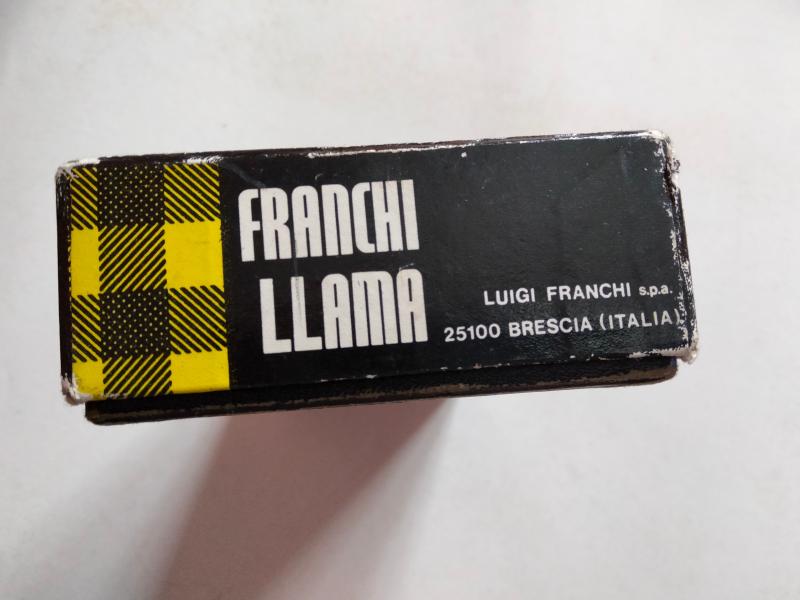 FRANCHI
LLAMA
LUIGI FRANCHI s.p.a.
25100 BRESCIA (ITALIA)